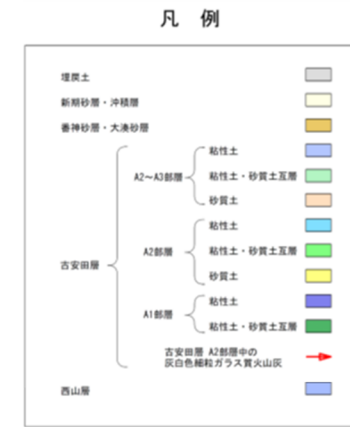 凡 例
埋戻土
新期砂層・沖積層
番神砂層・大湊砂層
古安田層
A2～A3部層
粘性土
粘性土・砂質土互層
砂質土
A2部層
粘性土
粘性土・砂質土互層
砂質土
A1部層
粘性土
粘性土・砂質土互層
古安田層 A2部層中の
灰白色細粒ガラス質火山灰
西山層